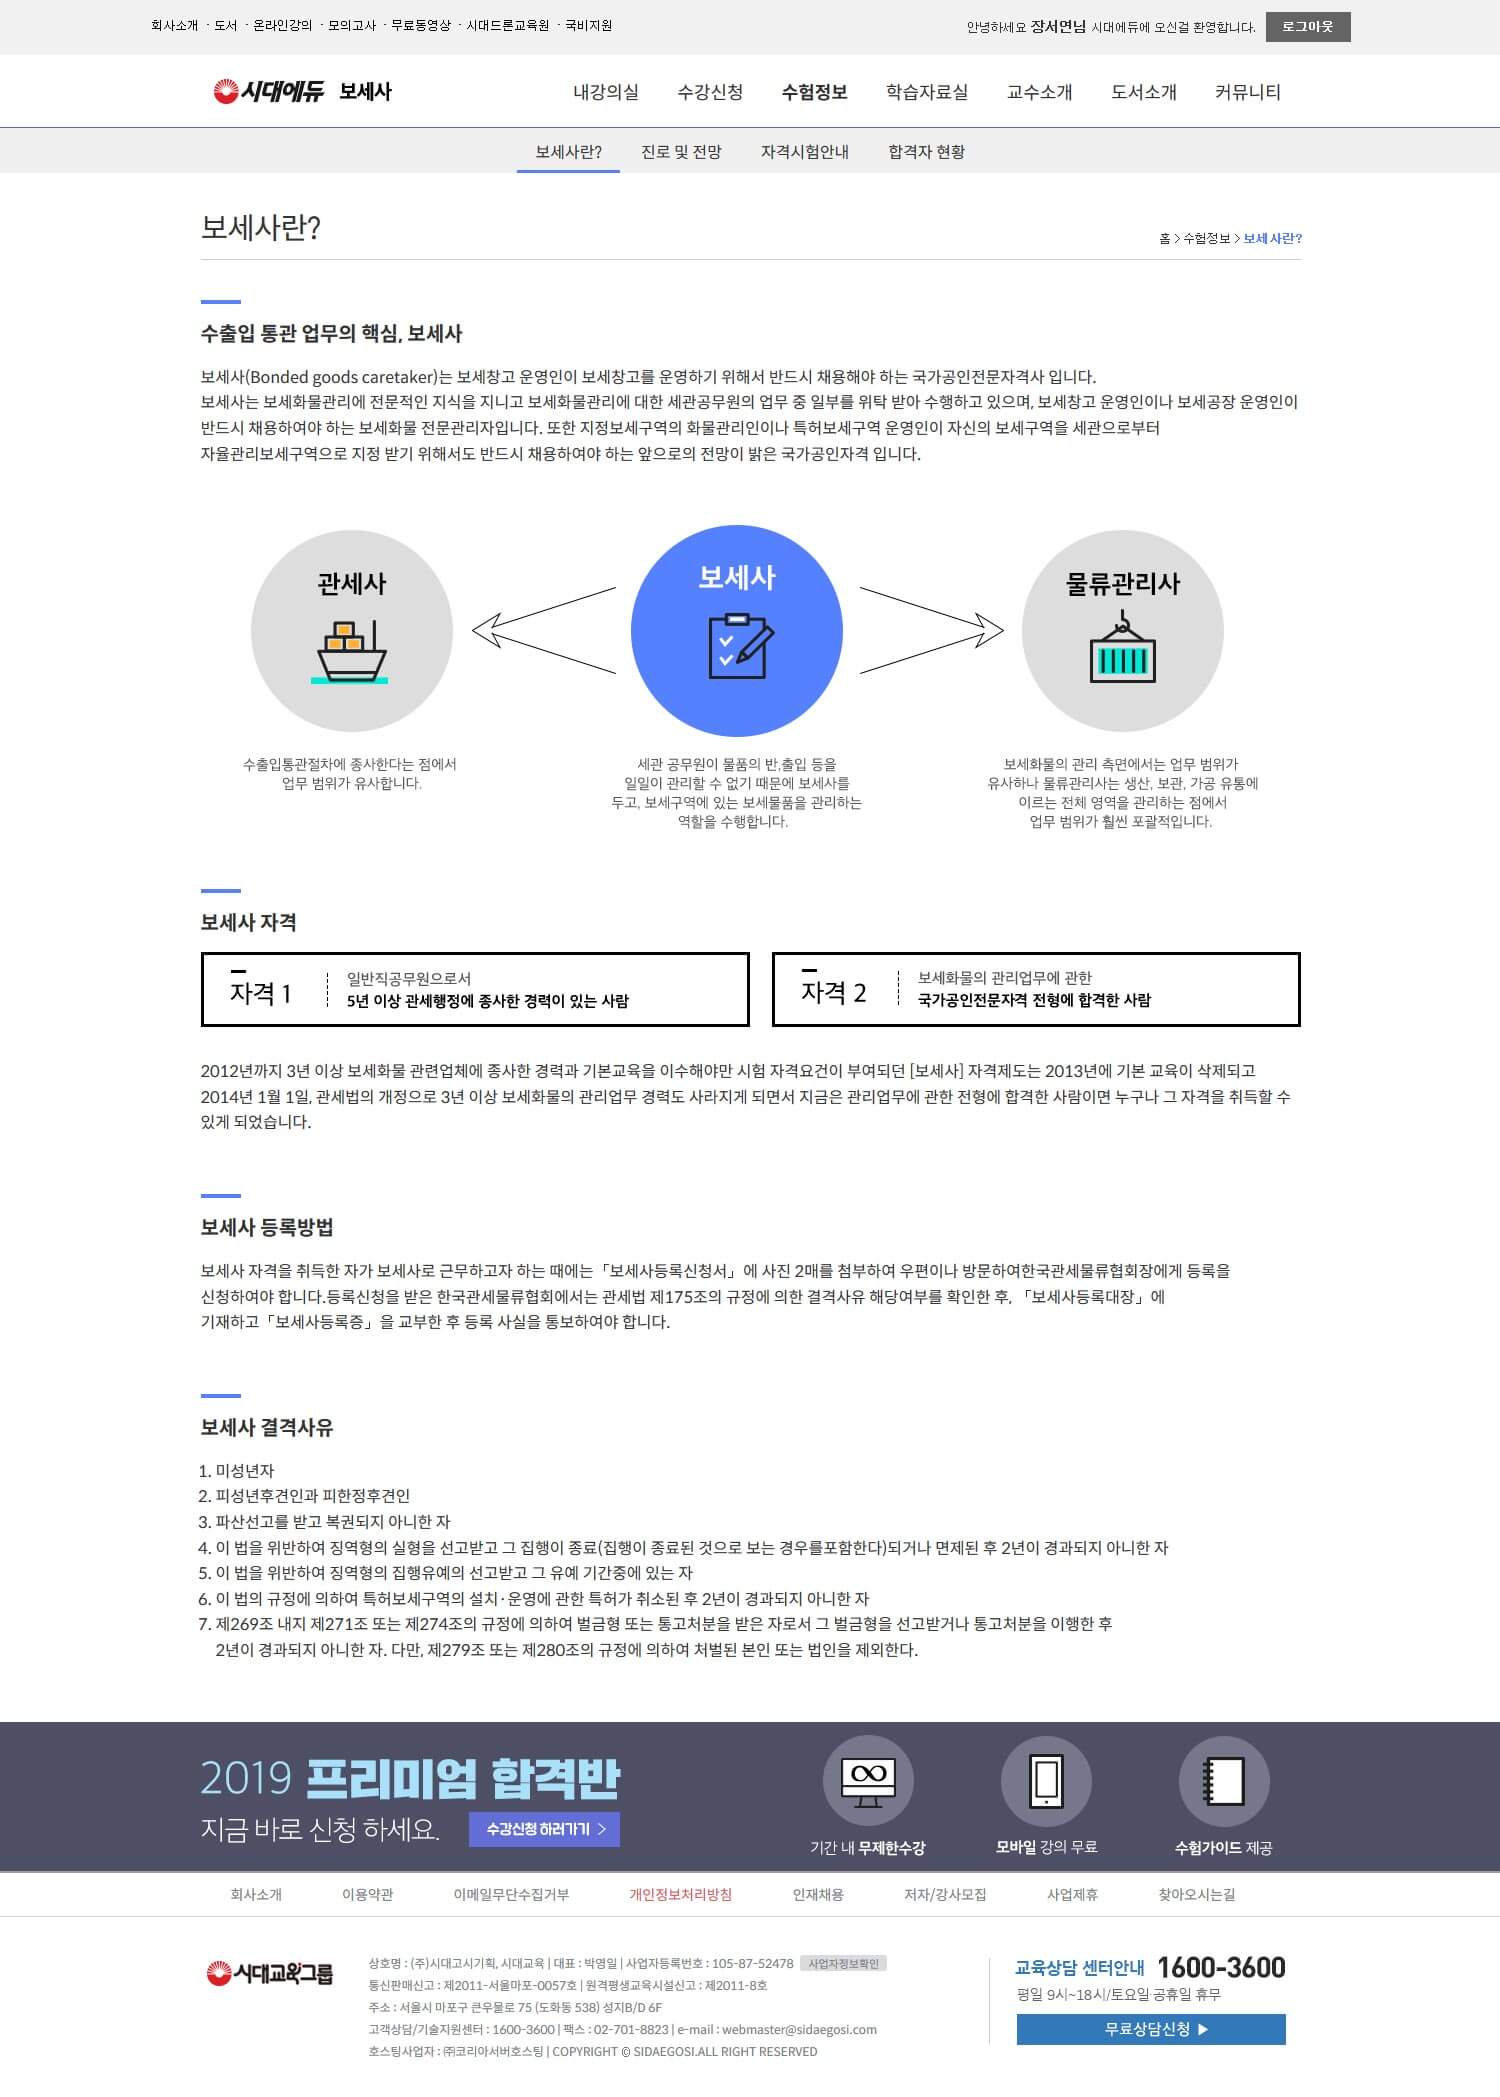 회사소개 · 도서 · 온라인강의 · 모의고사 · 무료동영상 · 시대드론교육원 · 국비지원
안녕하세요 장서연님 시대에듀에 오신걸 환영합니다. 로그아웃
시대에듀 보세사
내강의실 수강신청 수험정보 학습자료실 교수소개 도서소개 커뮤니티
보세사란? 진로 및 전망 자격시험안내 합격자 현황
보세사란?
홈 > 수험정보 > 보세사란?
수출입 통관 업무의 핵심, 보세사
보세사(Bonded goods caretaker)는 보세창고 운영인이 보세창고를 운영하기 위해서 반드시 채용해야 하는 국가공인전문자격사 입니다.
보세사는 보세화물관리에 전문적인 지식을 지니고 보세화물관리에 대한 세관공무원의 업무 중 일부를 위탁 받아 수행하고 있으며, 보세창고 운영인이나 보세공장 운영인이
반드시 채용하여야 하는 보세화물 전문관리자입니다. 또한 지정보세구역의 화물관리인이나 특허보세구역 운영인이 자신의 보세구역을 세관으로부터
자율관리보세구역으로 지정 받기 위해서도 반드시 채용하여야 하는 앞으로의 전망이 밝은 국가공인자격 입니다.
관세사
수출입통관절차에 종사한다는 점에서
업무 범위가 유사합니다.
보세사
세관 공무원이 물품의 반,출입 등을
일일이 관리할 수 없기 때문에 보세사를
두고, 보세구역에 있는 보세물품을 관리하는
역할을 수행합니다.
물류관리사
보세화물의 관리 측면에서는 업무 범위가
유사하나 물류관리사는 생산, 보관, 가공 유통에
이르는 전체 영역을 관리하는 점에서
업무 범위가 훨씬 포괄적입니다.
보세사 자격
자격 1
일반직공무원으로서
5년 이상 관세행정에 종사한 경력이 있는 사람
자격 2
보세화물의 관리업무에 관한
국가공인전문자격 전형에 합격한 사람
2012년까지 3년 이상 보세화물 관련업체에 종사한 경력과 기본교육을 이수해야만 시험 자격요건이 부여되던 [보세사] 자격제도는 2013년에 기본 교육이 삭제되고
2014년 1월 1일, 관세법의 개정으로 3년 이상 보세화물의 관리업무 경력도 사라지게 되면서 지금은 관리업무에 관한 전형에 합격한 사람이면 누구나 그 자격을 취득할 수
있게 되었습니다.
보세사 등록방법
보세사 자격을 취득한 자가 보세사로 근무하고자 하는 때에는「보세사등록신청서」에 사진 2매를 첨부하여 우편이나 방문하여한국관세물류협회장에게 등록을
신청하여야 합니다.등록신청을 받은 한국관세물류협회에서는 관세법 제175조의 규정에 의한 결격사유 해당여부를 확인한 후, 「보세사등록대장」에
기재하고「보세사등록증」을 교부한 후 등록 사실을 통보하여야 합니다.
보세사 결격사유
1. 미성년자
2. 피성년후견인과 피한정후견인
3. 파산선고를 받고 복권되지 아니한 자
4. 이 법을 위반하여 징역형의 실형을 선고받고 그 집행이 종료(집행이 종료된 것으로 보는 경우를포함한다)되거나 면제된 후 2년이 경과되지 아니한 자
5. 이 법을 위반하여 징역형의 집행유예의 선고받고 그 유예 기간중에 있는 자
6. 이 법의 규정에 의하여 특허보세구역의 설치·운영에 관한 특허가 취소된 후 2년이 경과되지 아니한 자
7. 제269조 내지 제271조 또는 제274조의 규정에 의하여 벌금형 또는 통고처분을 받은 자로서 그 벌금형을 선고받거나 통고처분을 이행한 후
2년이 경과되지 아니한 자. 다만, 제279조 또는 제280조의 규정에 의하여 처벌된 본인 또는 법인을 제외한다.
2019 프리미엄 합격반
지금 바로 신청 하세요. 수강신청 하러가기 >
기간 내 무제한수강 모바일 강의 무료 수험가이드 제공
회사소개 이용약관 이메일무단수집거부 개인정보처리방침 인재채용 저자/강사모집 사업제휴 찾아오시는길
시대교육그룹
상호명 : (주)시대고시기획, 시대교육 | 대표 : 박영일 | 사업자등록번호 : 105-87-52478 사업자정보확인
통신판매신고 : 제2011-서울마포-0057호 | 원격평생교육시설신고 : 제2011-8호
주소 : 서울시 마포구 큰우물로 75 (도화동 538) 성지B/D 6F
고객상담/기술지원센터 : 1600-3600 | 팩스 : 02-701-8823 | e-mail : webmaster@sidaegosi.com
호스팅사업자 : ㈜코리아서버호스팅 | COPYRIGHT © SIDAEGOSI.ALL RIGHT RESERVED
교육상담 센터안내 1600-3600
평일 9시~18시/토요일·공휴일 휴무
무료상담신청 ▶